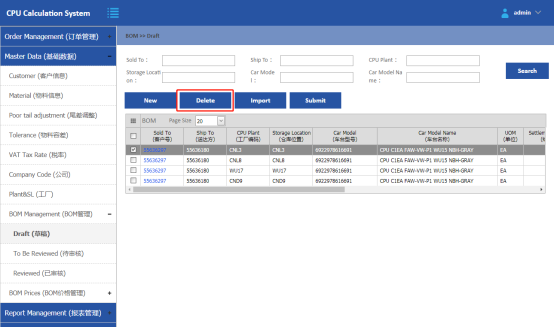 CPU Calculation System
admin
Order Management (订单管理)
Master Data (基础数据)
Customer (客户信息)
Material (物料信息)
Poor tail adjustment (尾差调整)
Tolerance (物料容差)
VAT Tax Rate (税率)
Company Code (公司)
Plant&SL (工厂)
BOM Management (BOM管理) −
Draft (草稿)
To Be Reviewed (待审核)
Reviewed (已审核)
BOM Prices (BOM价格管理) +
Report Management (报表管理)
BOM >> Draft
Sold To : Ship To : CPU Plant :
Storage Locati
on :
Car Mode
l :
Car Model Na
me :
Search
New Delete Import Submit
BOM Page Size 20
Sold To Ship To CPU Plant Storage Location Car Model Car Model Name UOM Settlem
(客户号) (送达方) (工厂编码) (仓库位置) (车台型号) (车台名称) (单位)
55636297 55636180 CNL3 CNL3 6922978616691 CPU C1EA FAW-VW-P1 WU15 NBH-GRAY EA
55636297 55636180 CNL8 CNL8 6922978616691 CPU C1EA FAW-VW-P1 WU15 NBH-GRAY EA
55636297 55636180 WU17 WU17 6922978616691 CPU C1EA FAW-VW-P1 WU15 NBH-GRAY EA
55636297 55636180 CND9 CND9 6922978616691 CPU C1EA FAW-VW-P1 WU15 NBH-GRAY EA